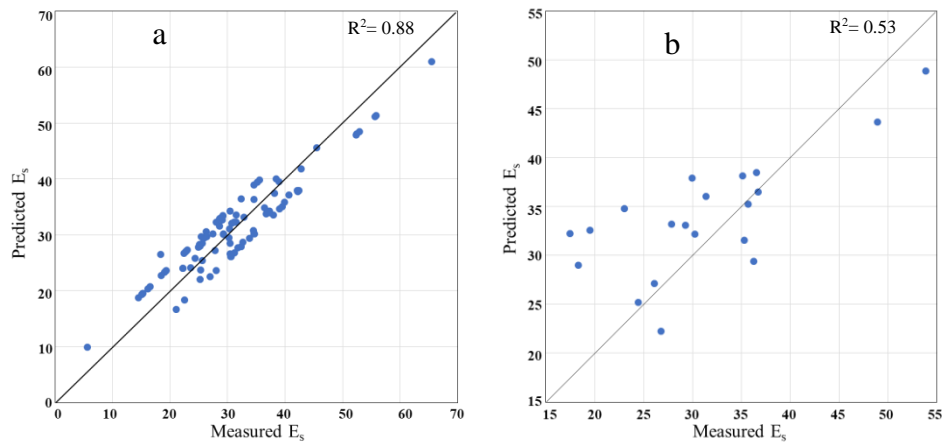 70
60
50
40
30
20
10
0
Predicted Es
a
R²= 0.88
0 10 20 30 40 50 60 70
Measured Es
55
50
45
40
35
30
25
20
15
Predicted Es
b
R²= 0.53
15 20 25 30 35 40 45 50 55
Measured Es